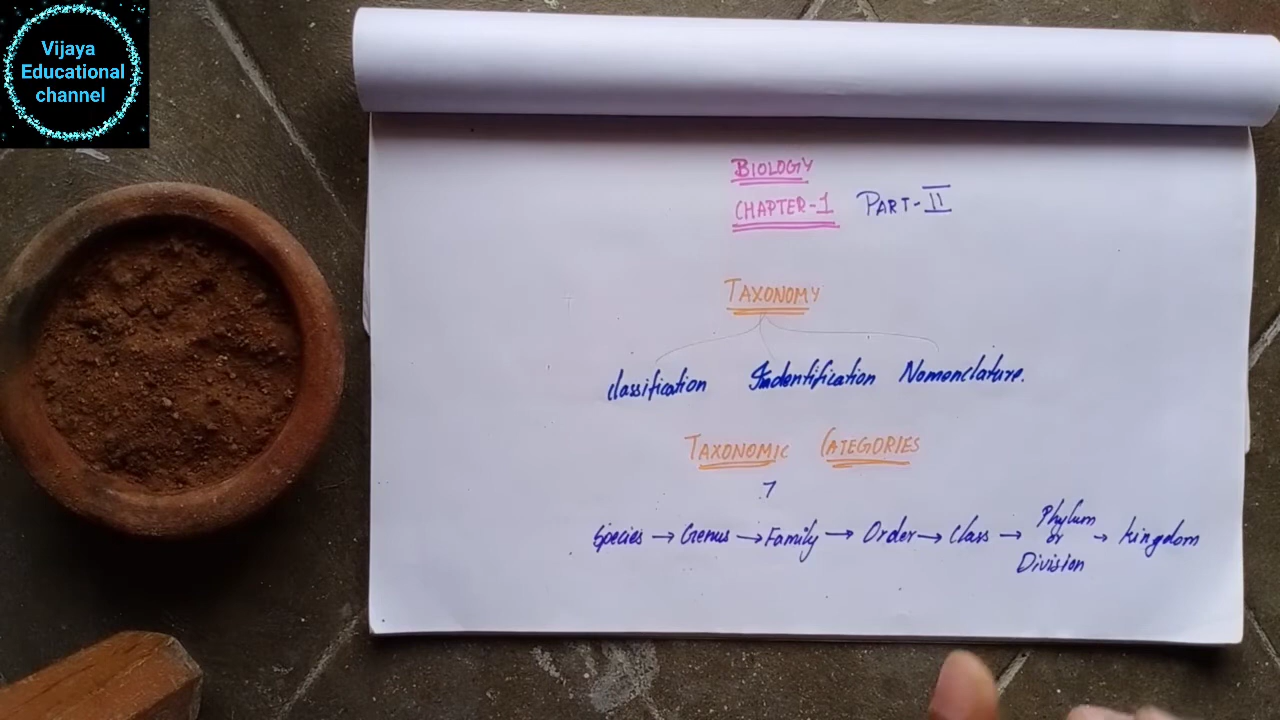 Vijaya
Educational
channel
BIOLOGY
CHAPTER-1 PART-II
TAXONOMY
Classification Indentification Nomenclature.
TAXONOMIC CATEGORIES
7
Species → Genus → Family → Order → Class → Phylum or Division → kingdom